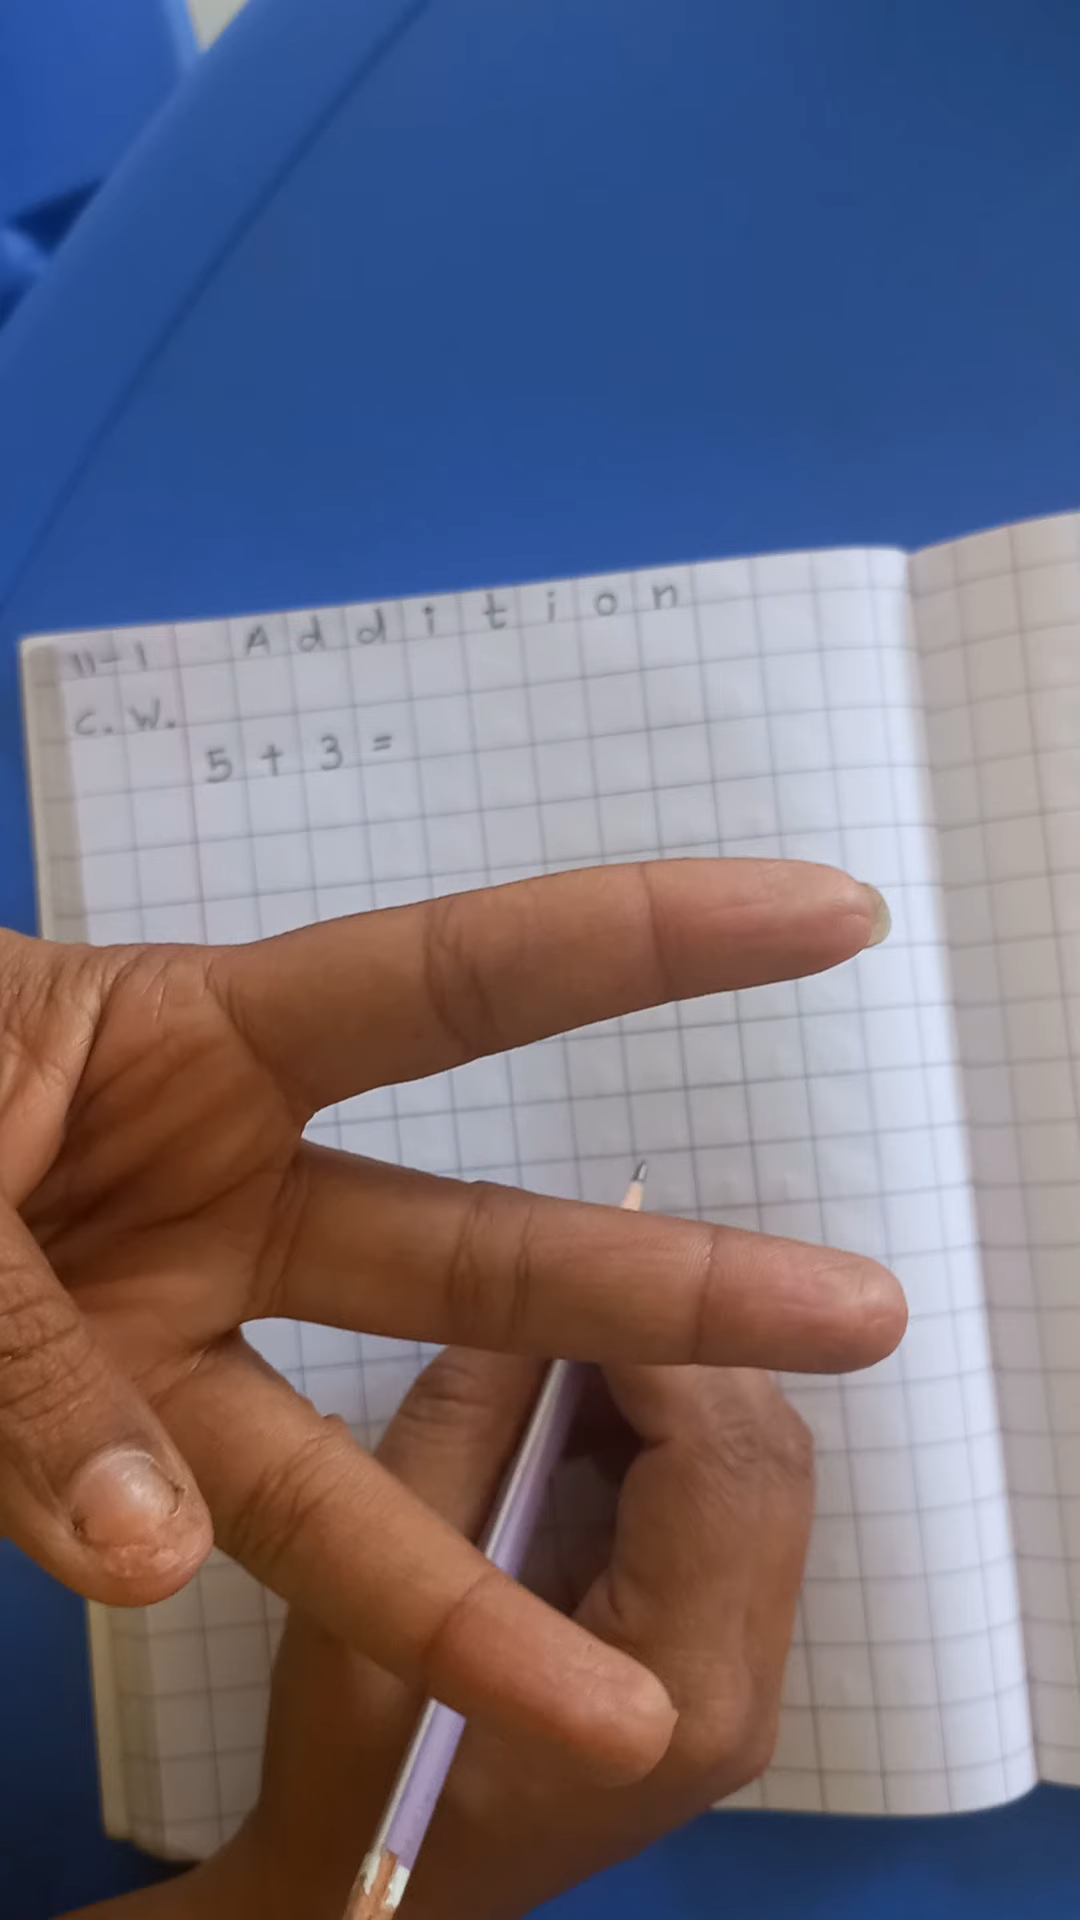 11-1 Addition
C.W.
5 + 3 =